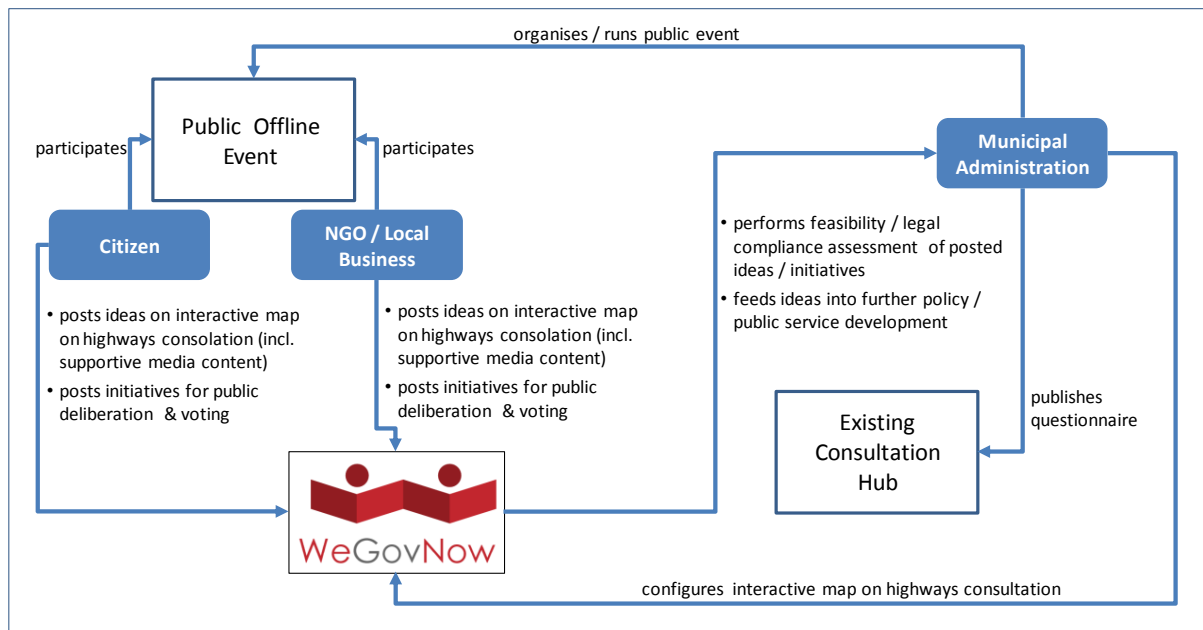 organises / runs public event
Public Offline
Event
participates
participates
Municipal
Administration
Citizen
NGO / Local
Business
• performs feasibility / legal
compliance assessment of posted
ideas / initiatives
• feeds ideas into further policy /
public service development
• posts ideas on interactive map
on highways consolation (incl.
supportive media content)
• posts initiatives for public
deliberation & voting
• posts ideas on interactive map
on highways consolation (incl.
supportive media content)
• posts initiatives for public
deliberation & voting
publishes
questionnaire
Existing
Consultation
Hub
WeGovNow
configures interactive map on highways consultation